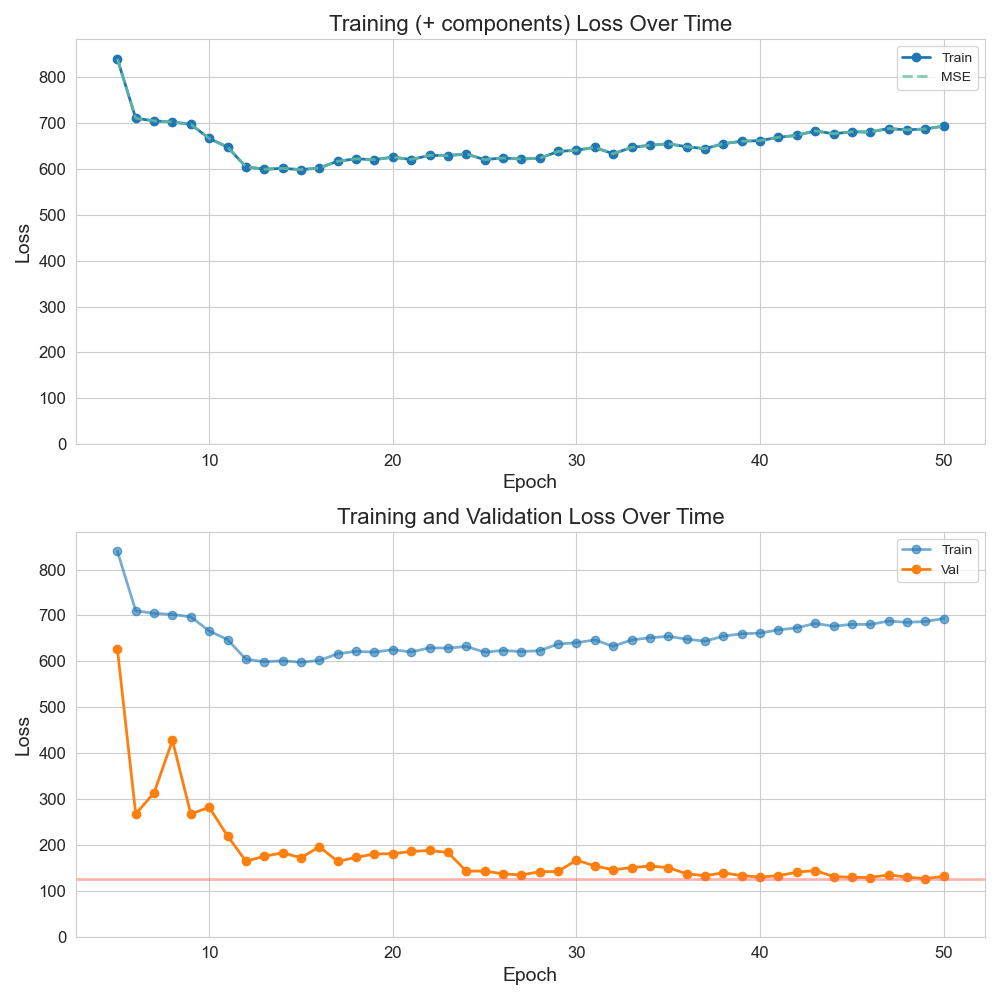 Training (+ components) Loss Over Time
Train
MSE
Loss
800
700
600
500
400
300
200
100
0
10 20 30 40 50
Epoch
Training and Validation Loss Over Time
Train
Val
Loss
800
700
600
500
400
300
200
100
0
10 20 30 40 50
Epoch